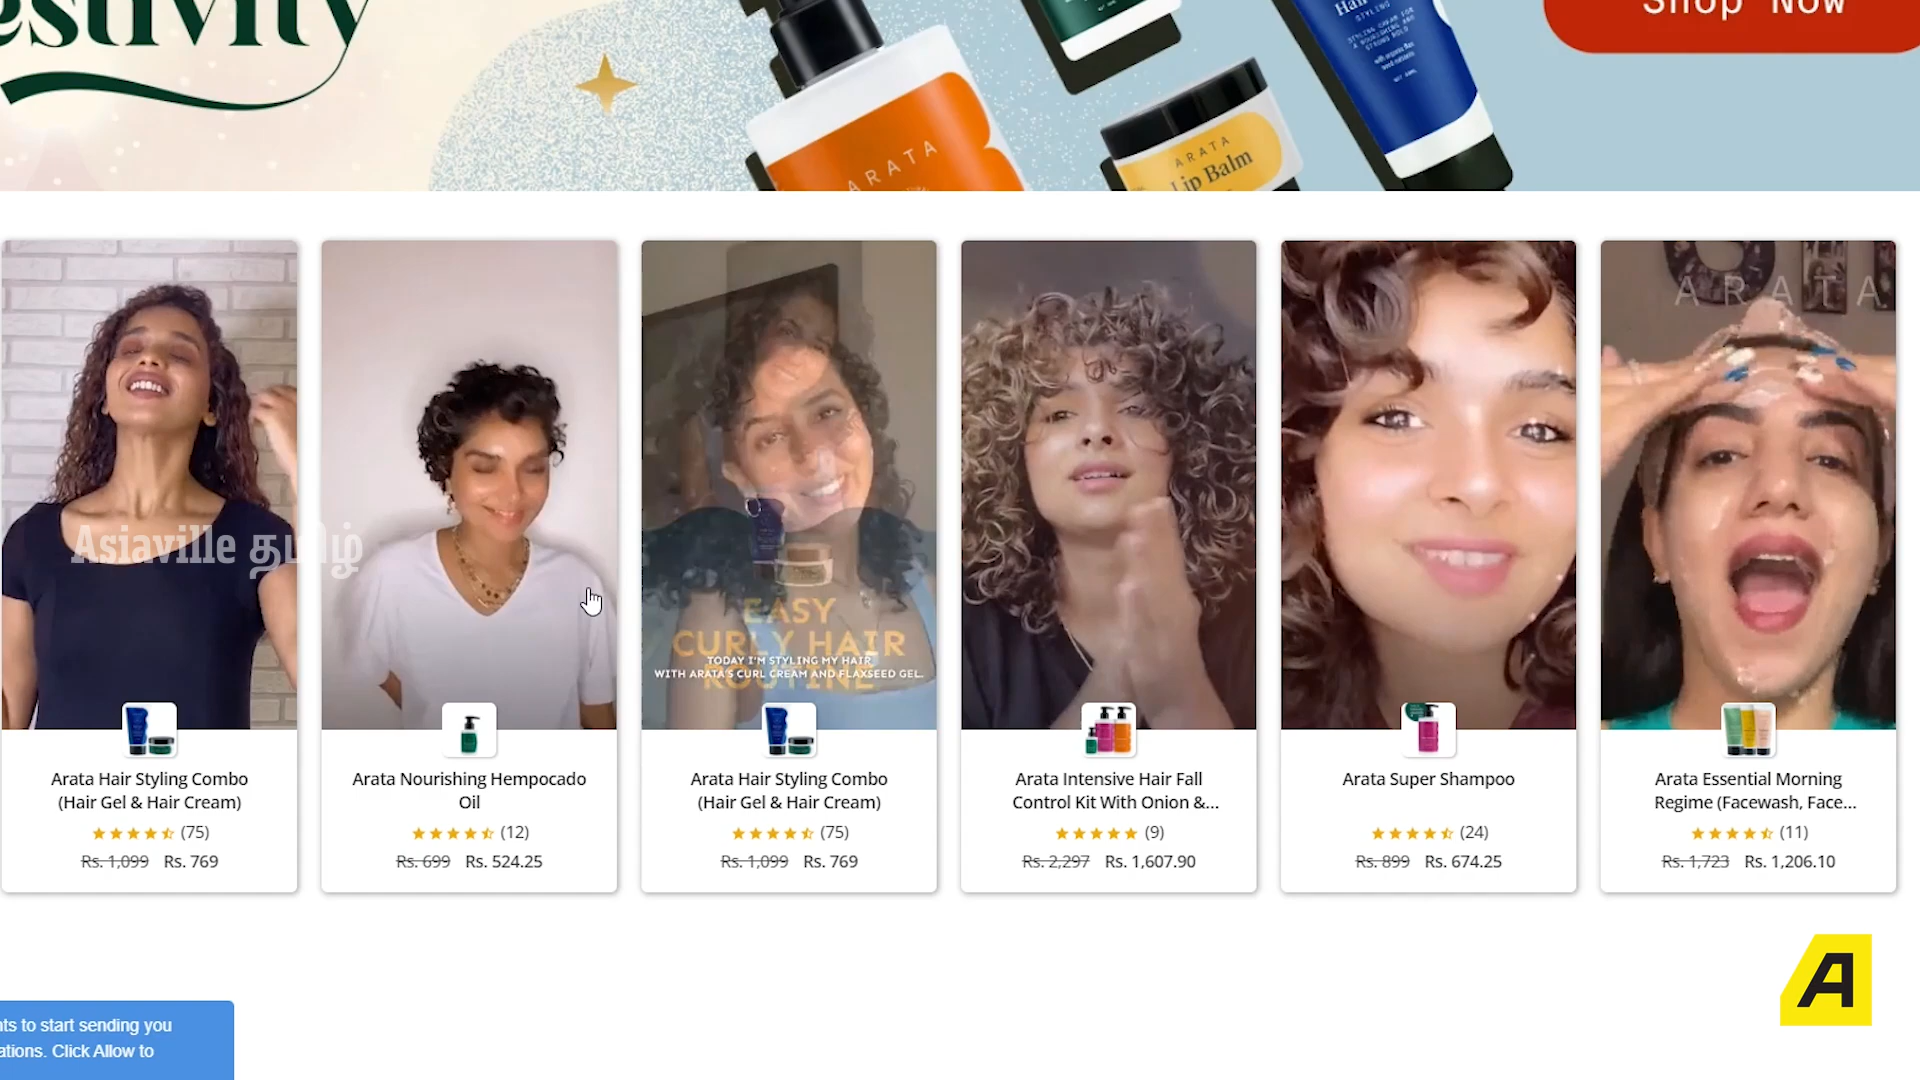 estivity
Shop Now
Hair
STYLING
ARATA
ARATA
Lip Balm
ARATA
Asiaville தமிழ்
EASY
CURLY HAIR
ROUTINE
TODAY I'M STYLING MY HAIR
WITH ARATA'S CURL CREAM AND FLAXSEED GEL.
Arata Hair Styling Combo
(Hair Gel & Hair Cream)
(75)
Rs. 1,099 Rs. 769
Arata Nourishing Hempocado
Oil
(12)
Rs. 699 Rs. 524.25
Arata Hair Styling Combo
(Hair Gel & Hair Cream)
(75)
Rs. 1,099 Rs. 769
Arata Intensive Hair Fall
Control Kit With Onion &...
(9)
Rs. 2,297 Rs. 1,607.90
Arata Super Shampoo
(24)
Rs. 899 Rs. 674.25
Arata Essential Morning
Regime (Facewash, Face...
(11)
Rs. 1,723 Rs. 1,206.10
A
nts to start sending you
ations. Click Allow to